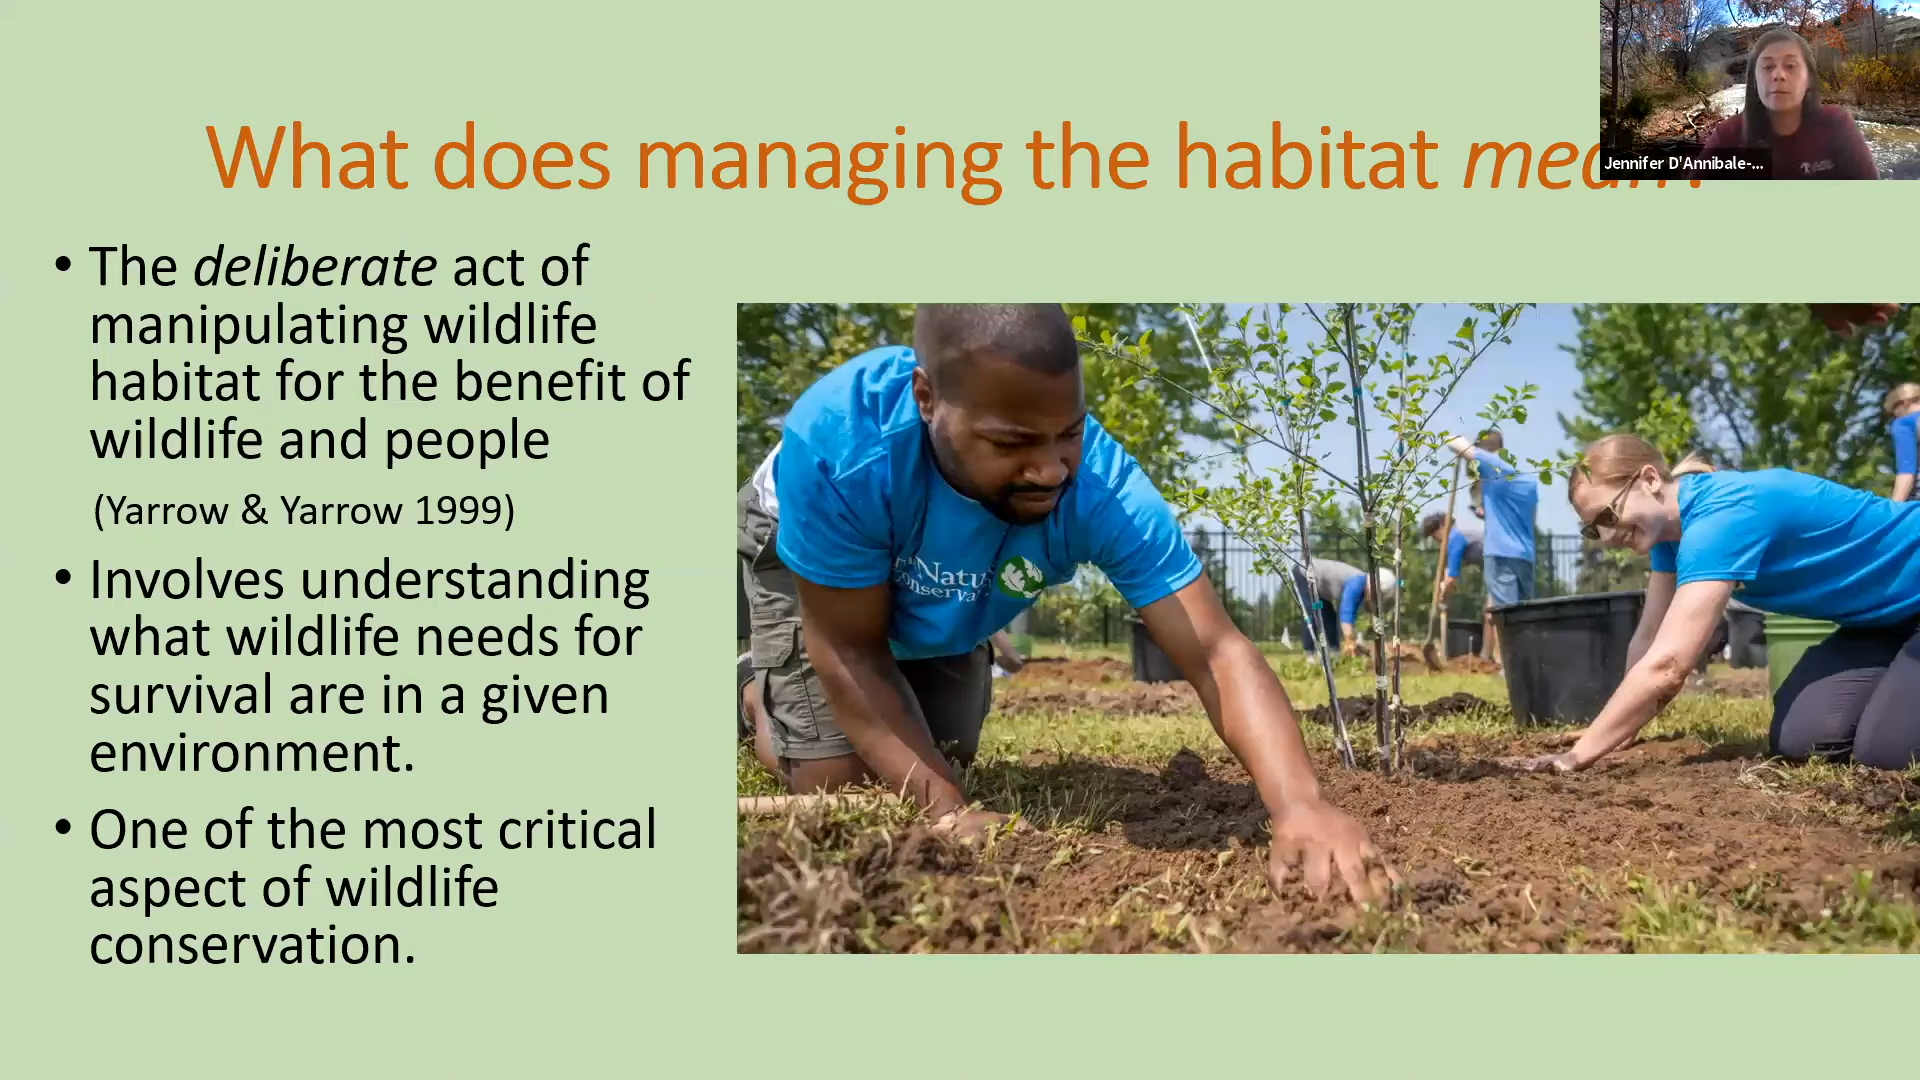 What does managing the habitat
Jennifer D'Annibale-...
• The deliberate act of
manipulating wildlife
habitat for the benefit of
wildlife and people
(Yarrow & Yarrow 1999)
• Involves understanding
what wildlife needs for
survival are in a given
environment.
• One of the most critical
aspect of wildlife
conservation.